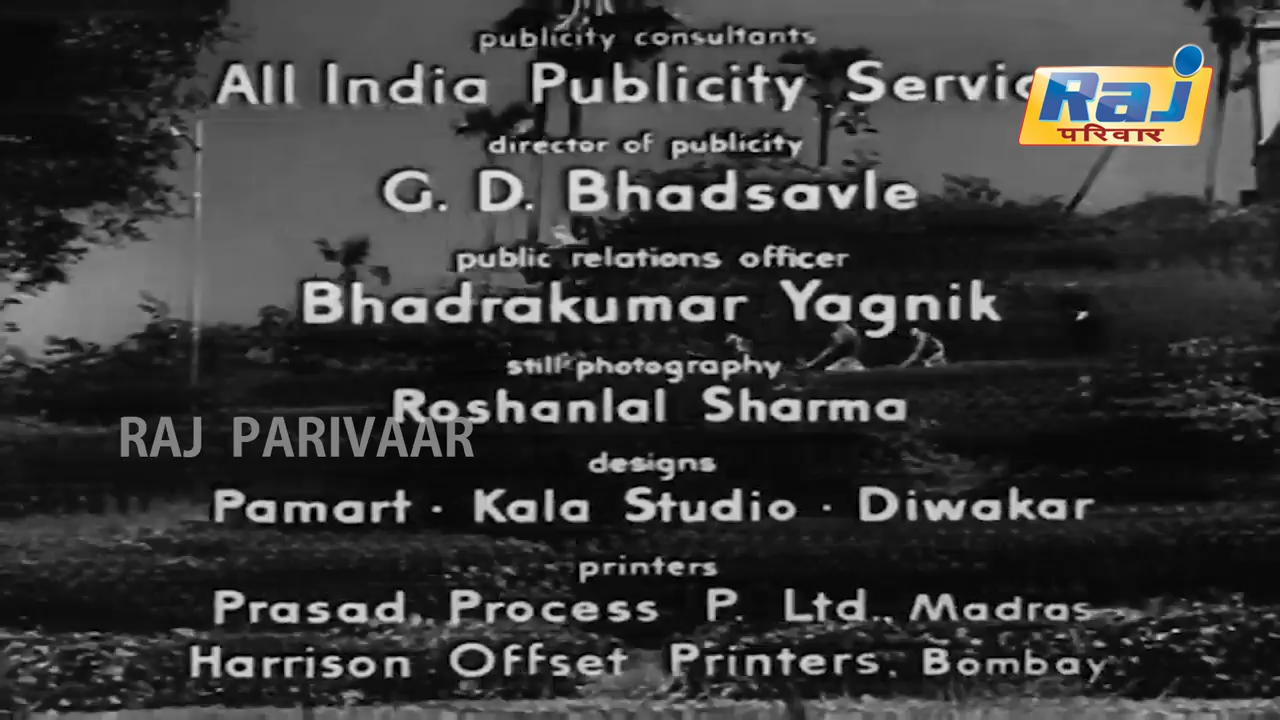 publicity consultants
All India Publicity Servic
Raj
परिवार
director of publicity
G. D. Bhadsavle
public relations officer
Bhadrakumar Yagnik
still photography
Roshanlal Sharma
RAJ PARIVAAR
designs
Pamart · Kala Studio · Diwakar
printers
Prasad Process P. Ltd., Madras
Harrison Offset Printers, Bombay